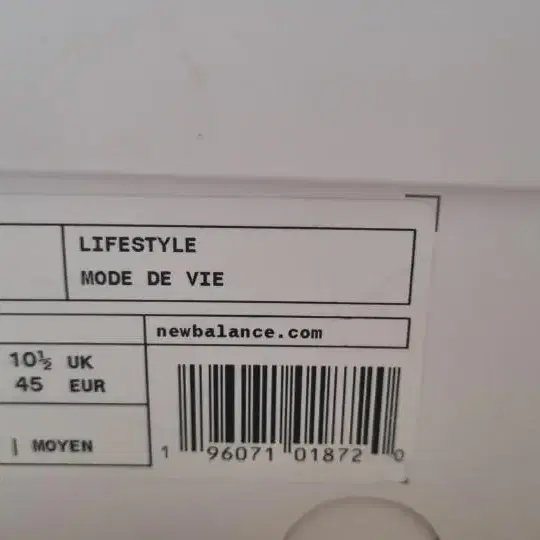 LIFESTYLE
MODE DE VIE
newbalance.com
10½ UK
45 EUR
| MOYEN
1 96071 01872 0